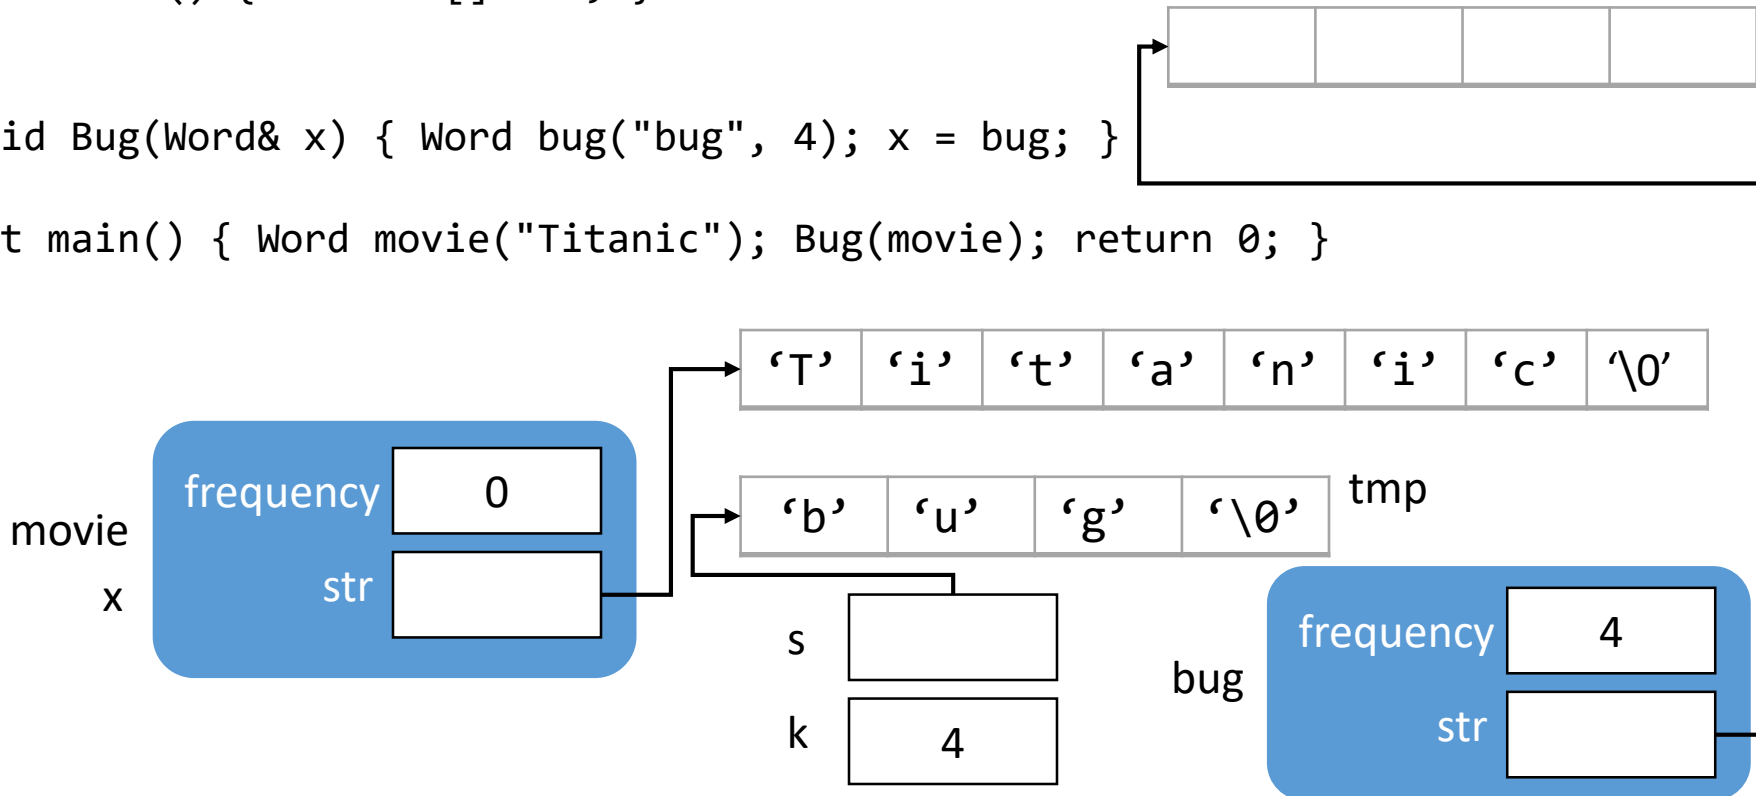 id Bug(Word& x) { Word bug("bug", 4); x = bug; }
t main() { Word movie("Titanic"); Bug(movie); return 0; }
‘T’ ‘i’ ‘t’ ‘a’ ‘n’ ‘i’ ‘c’ ‘\0’
frequency 0
movie
x
str
‘b’ ‘u’ ‘g’ ‘\0’ tmp
s
k 4
bug
frequency 4
str